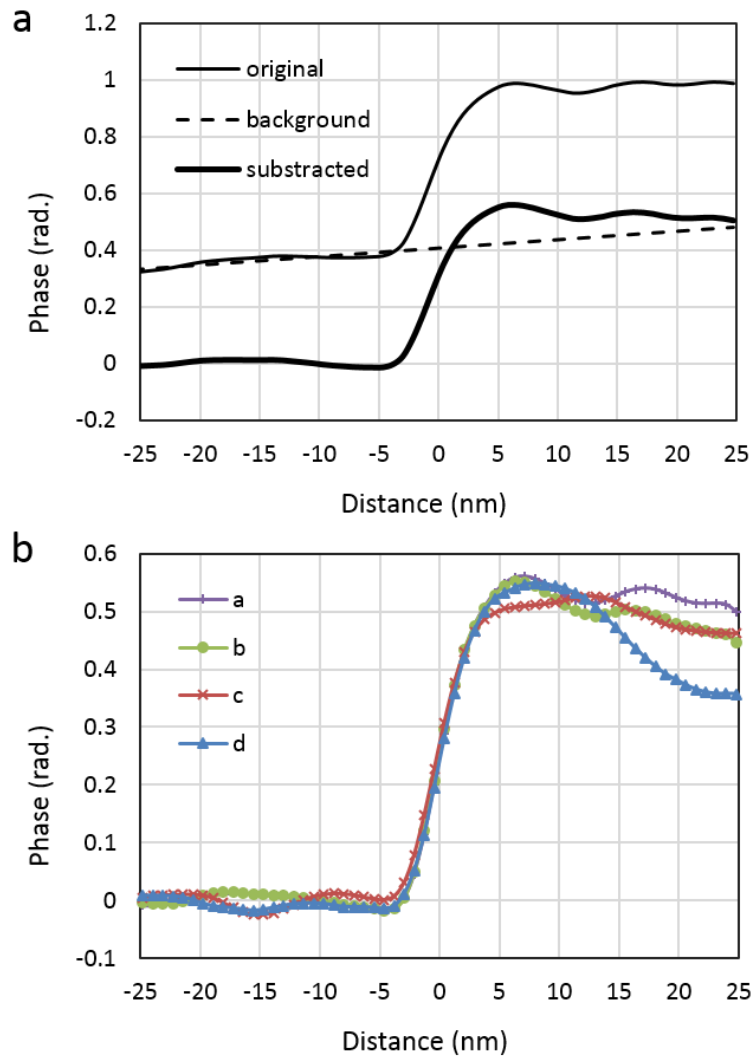 a
1.2
1
0.8
0.6
0.4
0.2
0
-0.2
original
background
substracted
Phase (rad.)
-25 -20 -15 -10 -5 0 5 10 15 20 25
Distance (nm)
b
0.6
0.5
0.4
0.3
0.2
0.1
0
-0.1
a
b
c
d
Phase (rad.)
-25 -20 -15 -10 -5 0 5 10 15 20 25
Distance (nm)